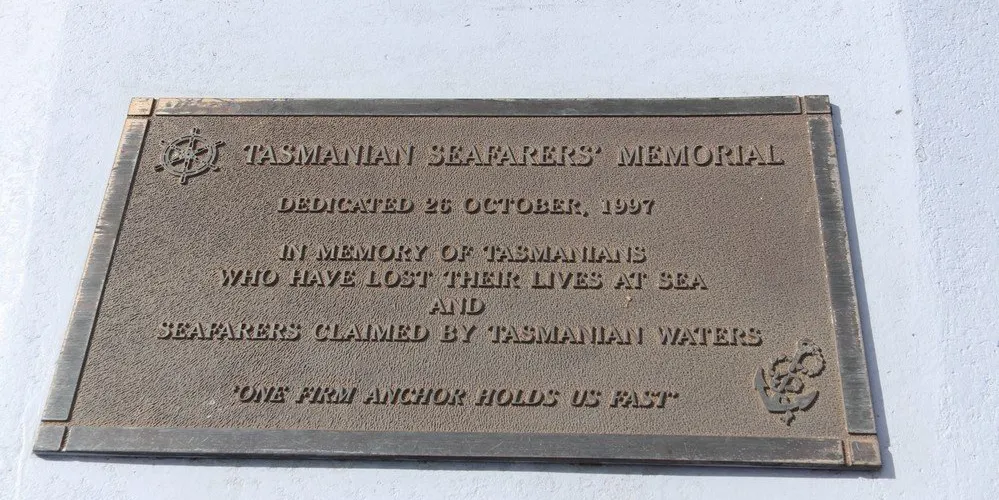 TASMANIAN SEAFARERS' MEMORIAL
DEDICATED 26 OCTOBER, 1997
IN MEMORY OF TASMANIANS
WHO HAVE LOST THEIR LIVES AT SEA
AND
SEAFARERS CLAIMED BY TASMANIAN WATERS
'ONE FIRM ANCHOR HOLDS US FAST'